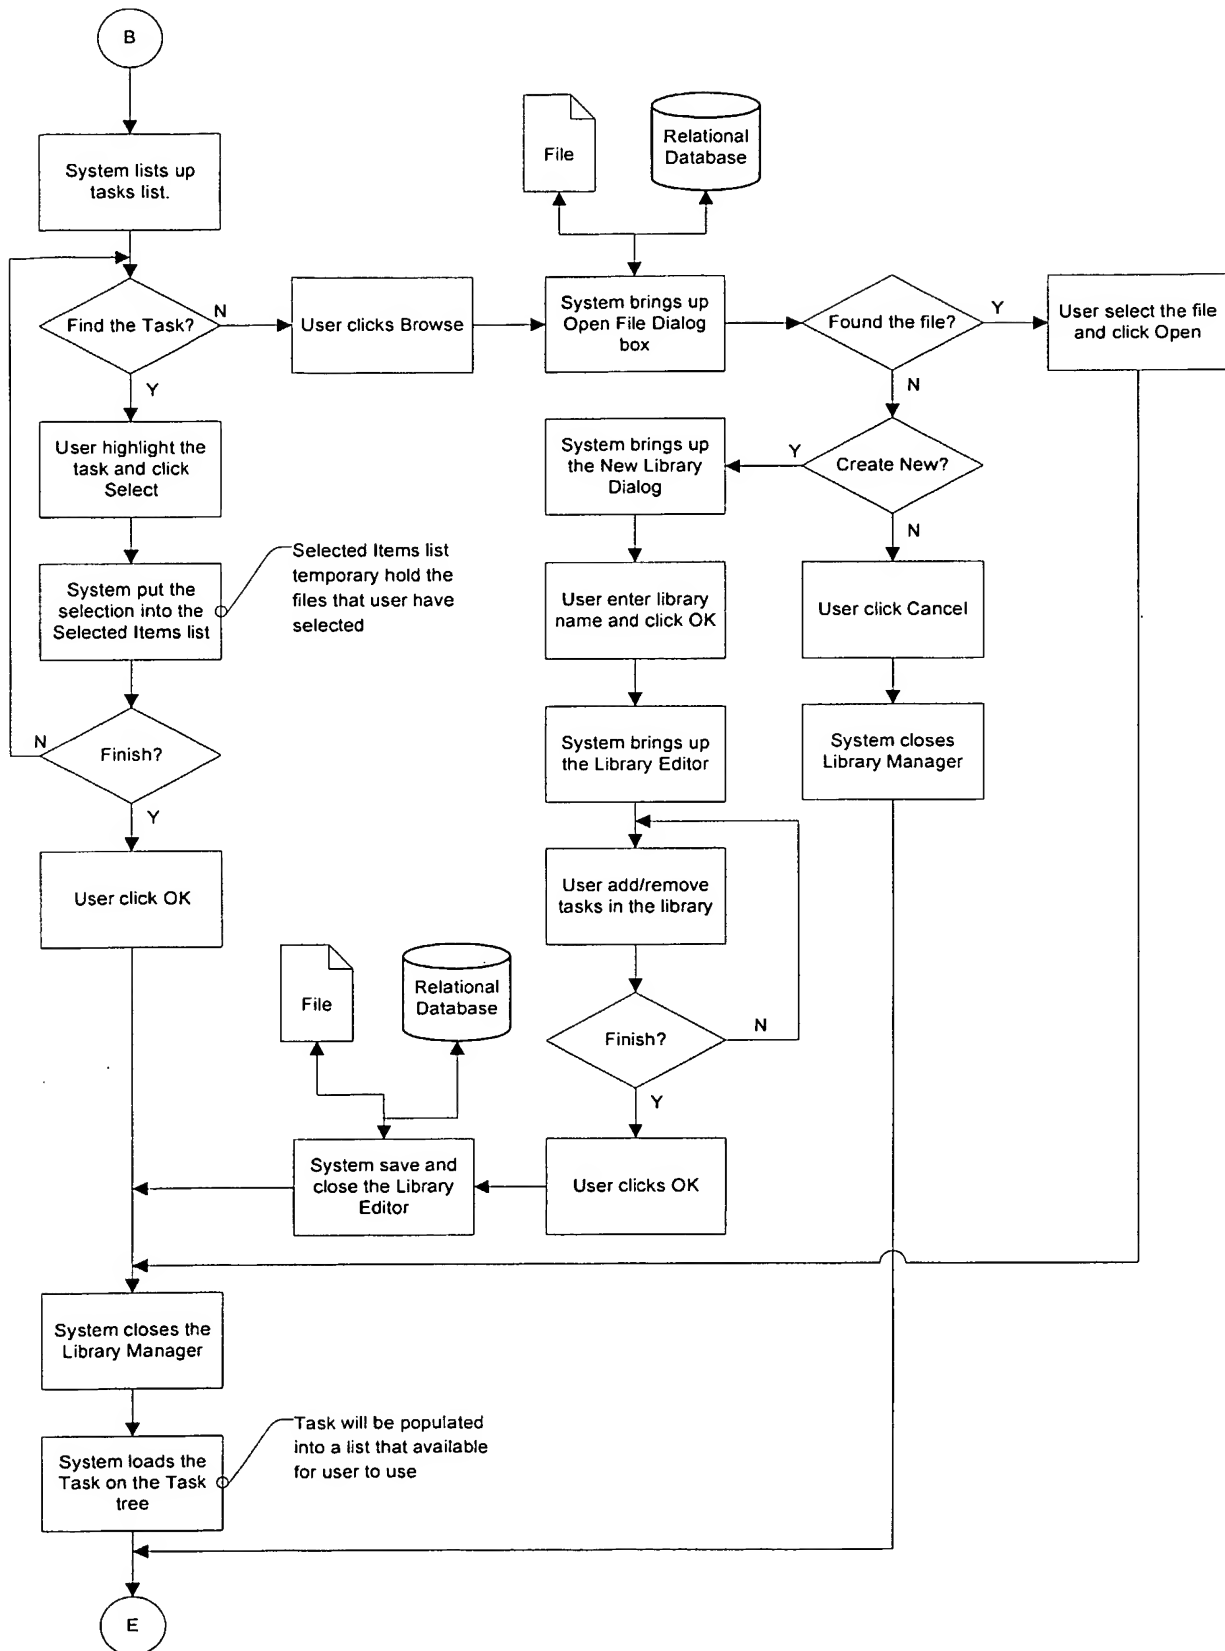 B
System lists up
tasks list.
File
Relational
Database
Find the Task?
N
User clicks Browse
System brings up
Open File Dialog
box
Found the file?
Y
User select the file
and click Open
Y
N
User highlight the
task and click
Select
System brings up
the New Library
Dialog
Y
Create New?
N
System put the
selection into the
Selected Items list
Selected Items list
temporary hold the
files that user have
selected
User enter library
name and click OK
User click Cancel
N
Finish?
Y
System brings up
the Library Editor
System closes
Library Manager
User click OK
User add/remove
tasks in the library
File
Relational
Database
Finish?
N
Y
System save and
close the Library
Editor
User clicks OK
System closes the
Library Manager
System loads the
Task on the Task
tree
Task will be populated
into a list that available
for user to use
E